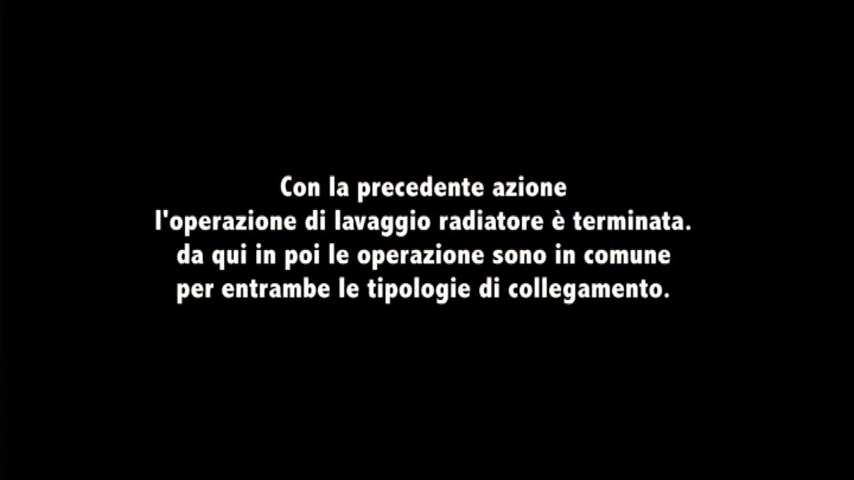 Con la precedente azione
l'operazione di lavaggio radiatore è terminata.
da qui in poi le operazione sono in comune
per entrambe le tipologie di collegamento.